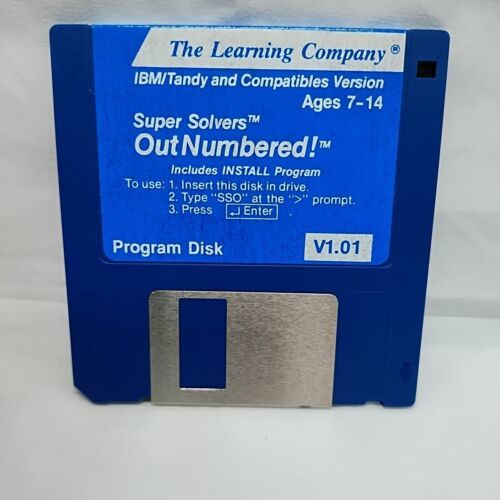 The Learning Company®
IBM/Tandy and Compatibles Version
Ages 7-14
Super Solvers™
OutNumbered!™
Includes INSTALL Program
To use: 1. Insert this disk in drive.
2. Type "SSO" at the ">" prompt.
3. Press ↵ Enter .
Program Disk
V1.01